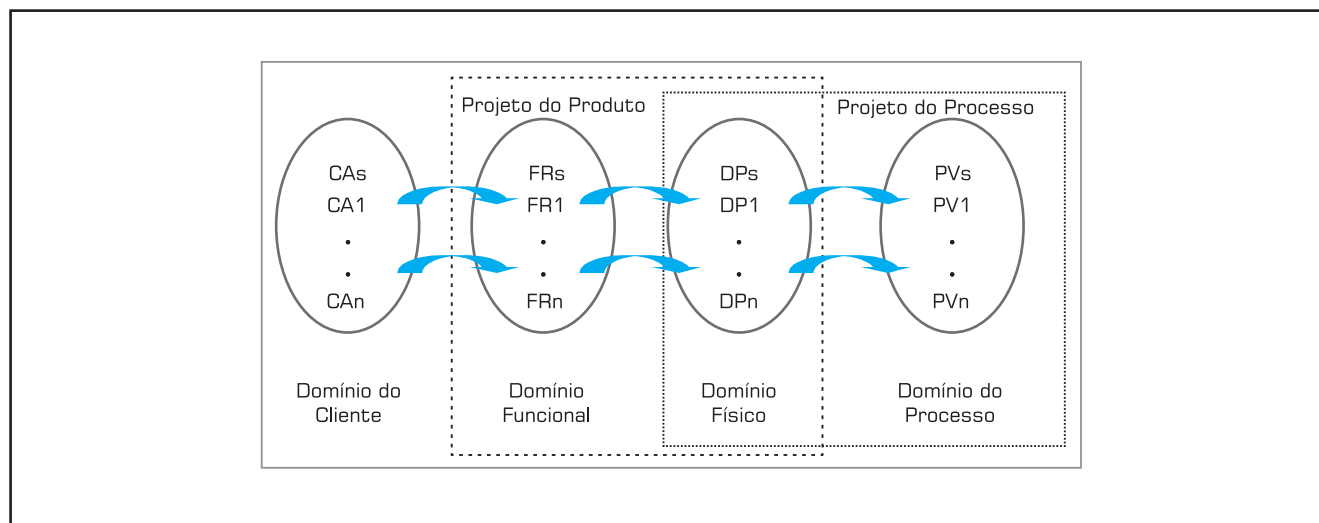 Projeto do Produto
Projeto do Processo
CAs
CA1
.
.
CAn
FRs
FR1
.
.
FRn
DPs
DP1
.
.
DPn
PVs
PV1
.
.
PVn
Domínio do
Cliente
Domínio
Funcional
Domínio
Físico
Domínio do
Processo